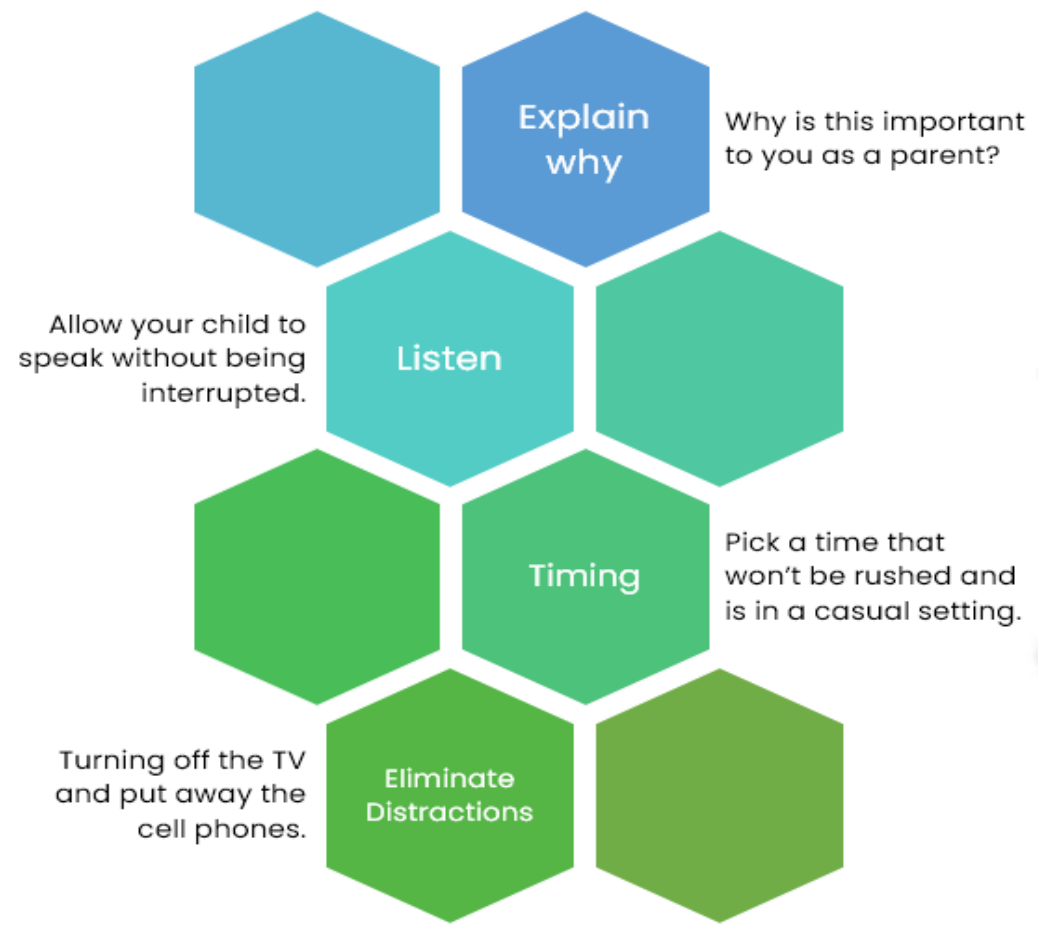 Explain
why
Why is this important
to you as a parent?
Allow your child to
speak without being
interrupted.
Listen
Timing
Pick a time that
won’t be rushed and
is in a casual setting.
Turning off the TV
and put away the
cell phones.
Eliminate
Distractions